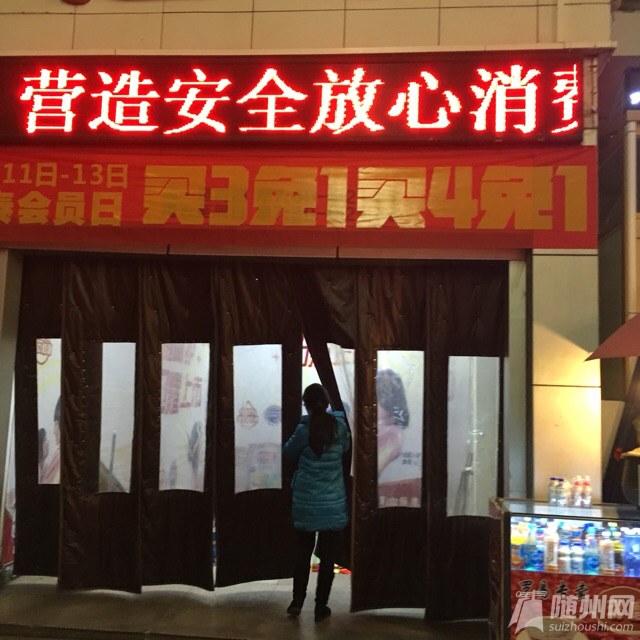 营造安全放心消
11日-13日
会员日
买3免1买4免1
随州网
suizhoushi.com